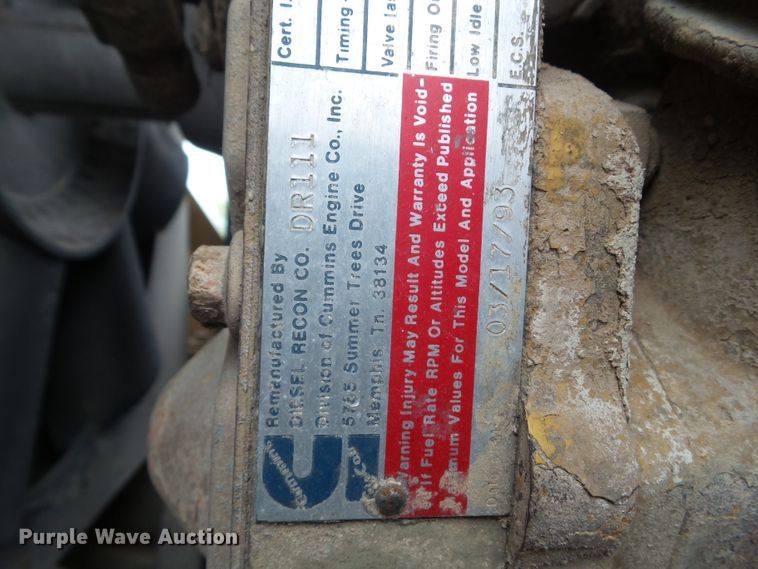 Remanufactured By
DIESEL RECON CO. DR111
Division of Cummins Engine Co., Inc.
5765 Summer Trees Drive
Memphis Tn. 38134
Warning Injury May Result And Warranty Is Void-
If Fuel Rate RPM Or Altitudes Exceed Published
Values For This Model And Application
03/17/93
Cert. I.
Timing-
Valve las
Firing Or
Low Idle
E.C.S.
Purple Wave Auction